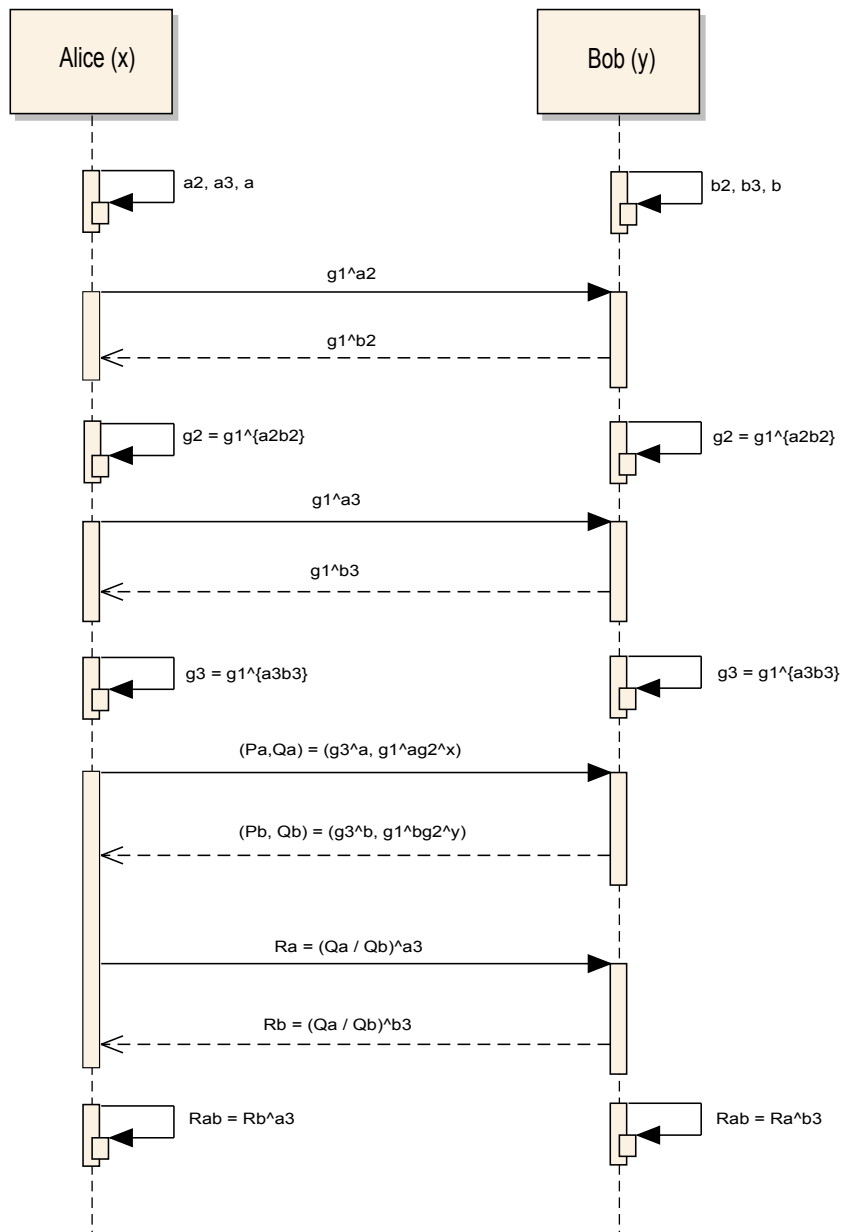 Alice (x)
Bob (y)
a2, a3, a
b2, b3, b
g1^a2
g1^b2
g2 = g1^{a2b2}
g2 = g1^{a2b2}
g1^a3
g1^b3
g3 = g1^{a3b3}
g3 = g1^{a3b3}
(Pa,Qa) = (g3^a, g1^ag2^x)
(Pb, Qb) = (g3^b, g1^bg2^y)
Ra = (Qa / Qb)^a3
Rb = (Qa / Qb)^b3
Rab = Rb^a3
Rab = Ra^b3